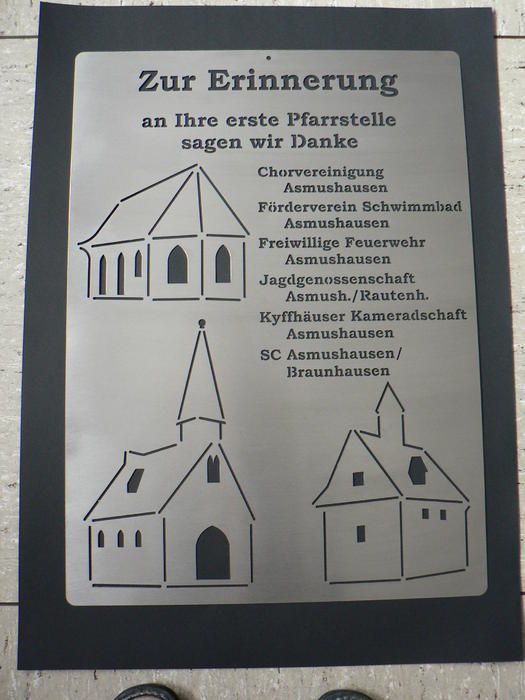 Zur Erinnerung
an Ihre erste Pfarrstelle
sagen wir Danke
Chorvereinigung
Asmushausen
Förderverein Schwimmbad
Asmushausen
Freiwillige Feuerwehr
Asmushausen
Jagdgenossenschaft
Asmush./Rautenh.
Kyffhäuser Kameradschaft
Asmushausen
SC Asmushausen/
Braunhausen